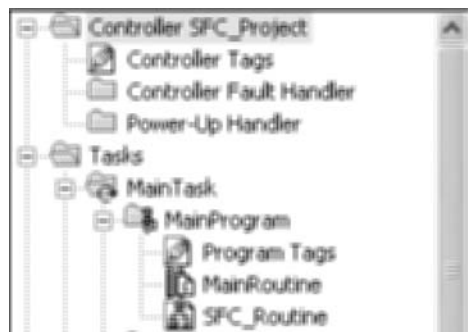 Controller SFC_Project
Controller Tags
Controller Fault Handler
Power-Up Handler
Tasks
MainTask
MainProgram
Program Tags
MainRoutine
SFC_Routine